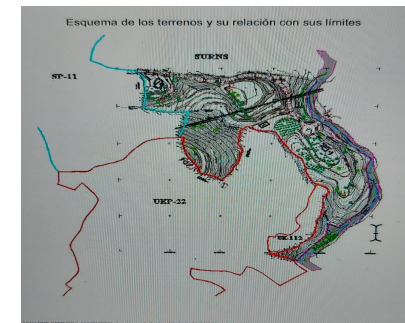 Esquema de los terrenos y su relación con sus límites
SURNS
SP-11
UKP-22